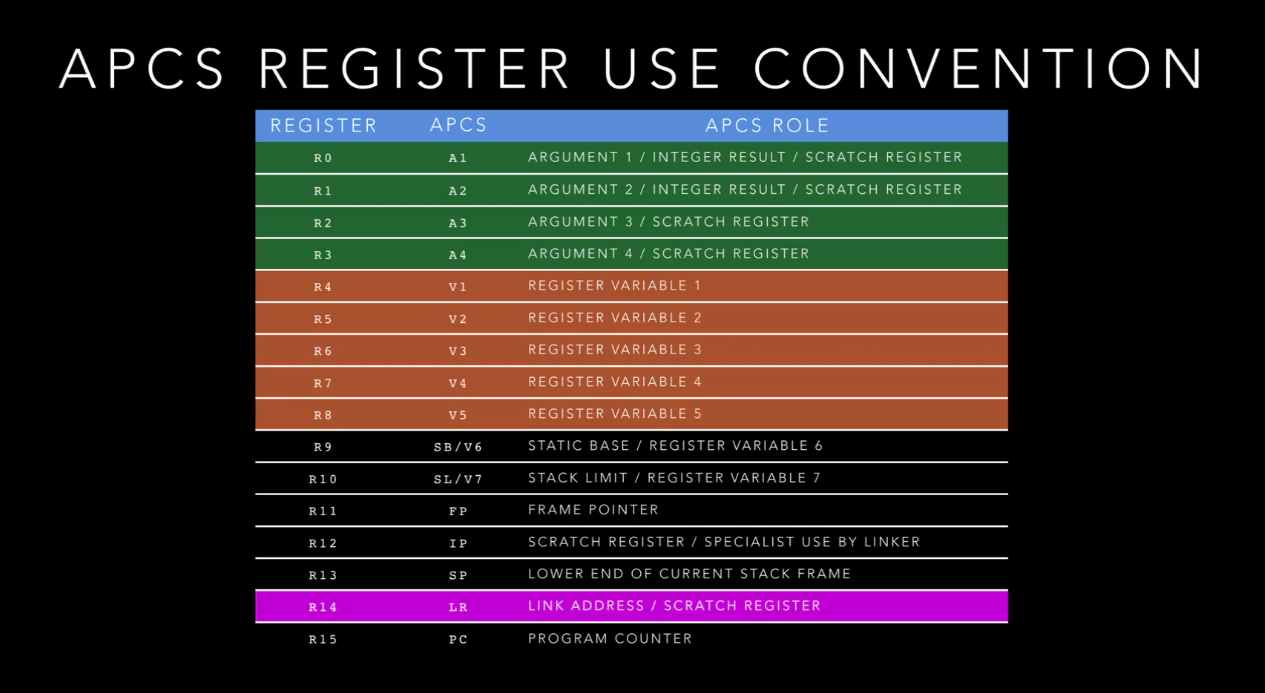 APCS REGISTER USE CONVENTION
REGISTER APCS APCS ROLE
R0 A1 ARGUMENT 1 / INTEGER RESULT / SCRATCH REGISTER
R1 A2 ARGUMENT 2 / INTEGER RESULT / SCRATCH REGISTER
R2 A3 ARGUMENT 3 / SCRATCH REGISTER
R3 A4 ARGUMENT 4 / SCRATCH REGISTER
R4 V1 REGISTER VARIABLE 1
R5 V2 REGISTER VARIABLE 2
R6 V3 REGISTER VARIABLE 3
R7 V4 REGISTER VARIABLE 4
R8 V5 REGISTER VARIABLE 5
R9 SB/V6 STATIC BASE / REGISTER VARIABLE 6
R10 SL/V7 STACK LIMIT / REGISTER VARIABLE 7
R11 FP FRAME POINTER
R12 IP SCRATCH REGISTER / SPECIALIST USE BY LINKER
R13 SP LOWER END OF CURRENT STACK FRAME
R14 LR LINK ADDRESS / SCRATCH REGISTER
R15 PC PROGRAM COUNTER